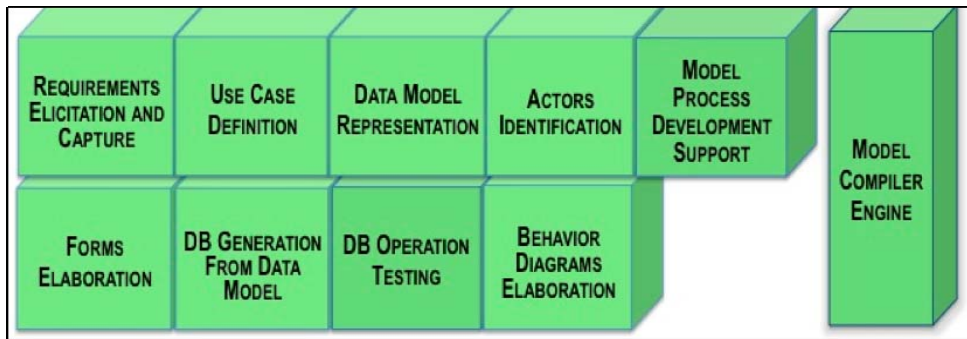 REQUIREMENTS
ELICITATION AND
CAPTURE
USE CASE
DEFINITION
DATA MODEL
REPRESENTATION
ACTORS
IDENTIFICATION
MODEL
PROCESS
DEVELOPMENT
SUPPORT
MODEL
COMPILER
ENGINE
FORMS
ELABORATION
DB GENERATION
FROM DATA
MODEL
DB OPERATION
TESTING
BEHAVIOR
DIAGRAMS
ELABORATION